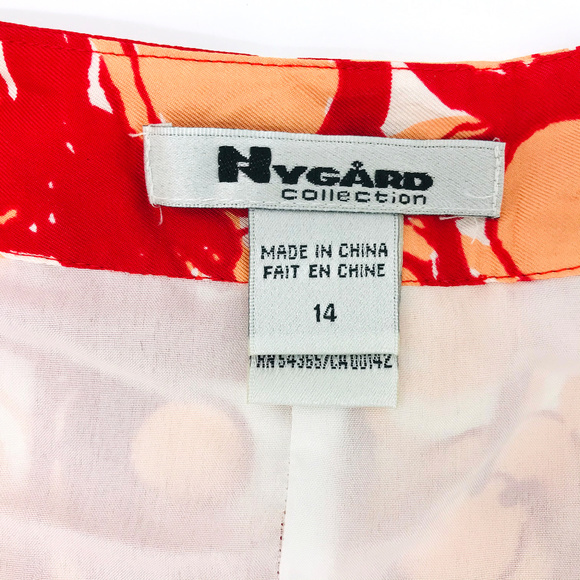 NYGÅRD
collection
MADE IN CHINA
FAIT EN CHINE
14
RN 54365/CA 00142